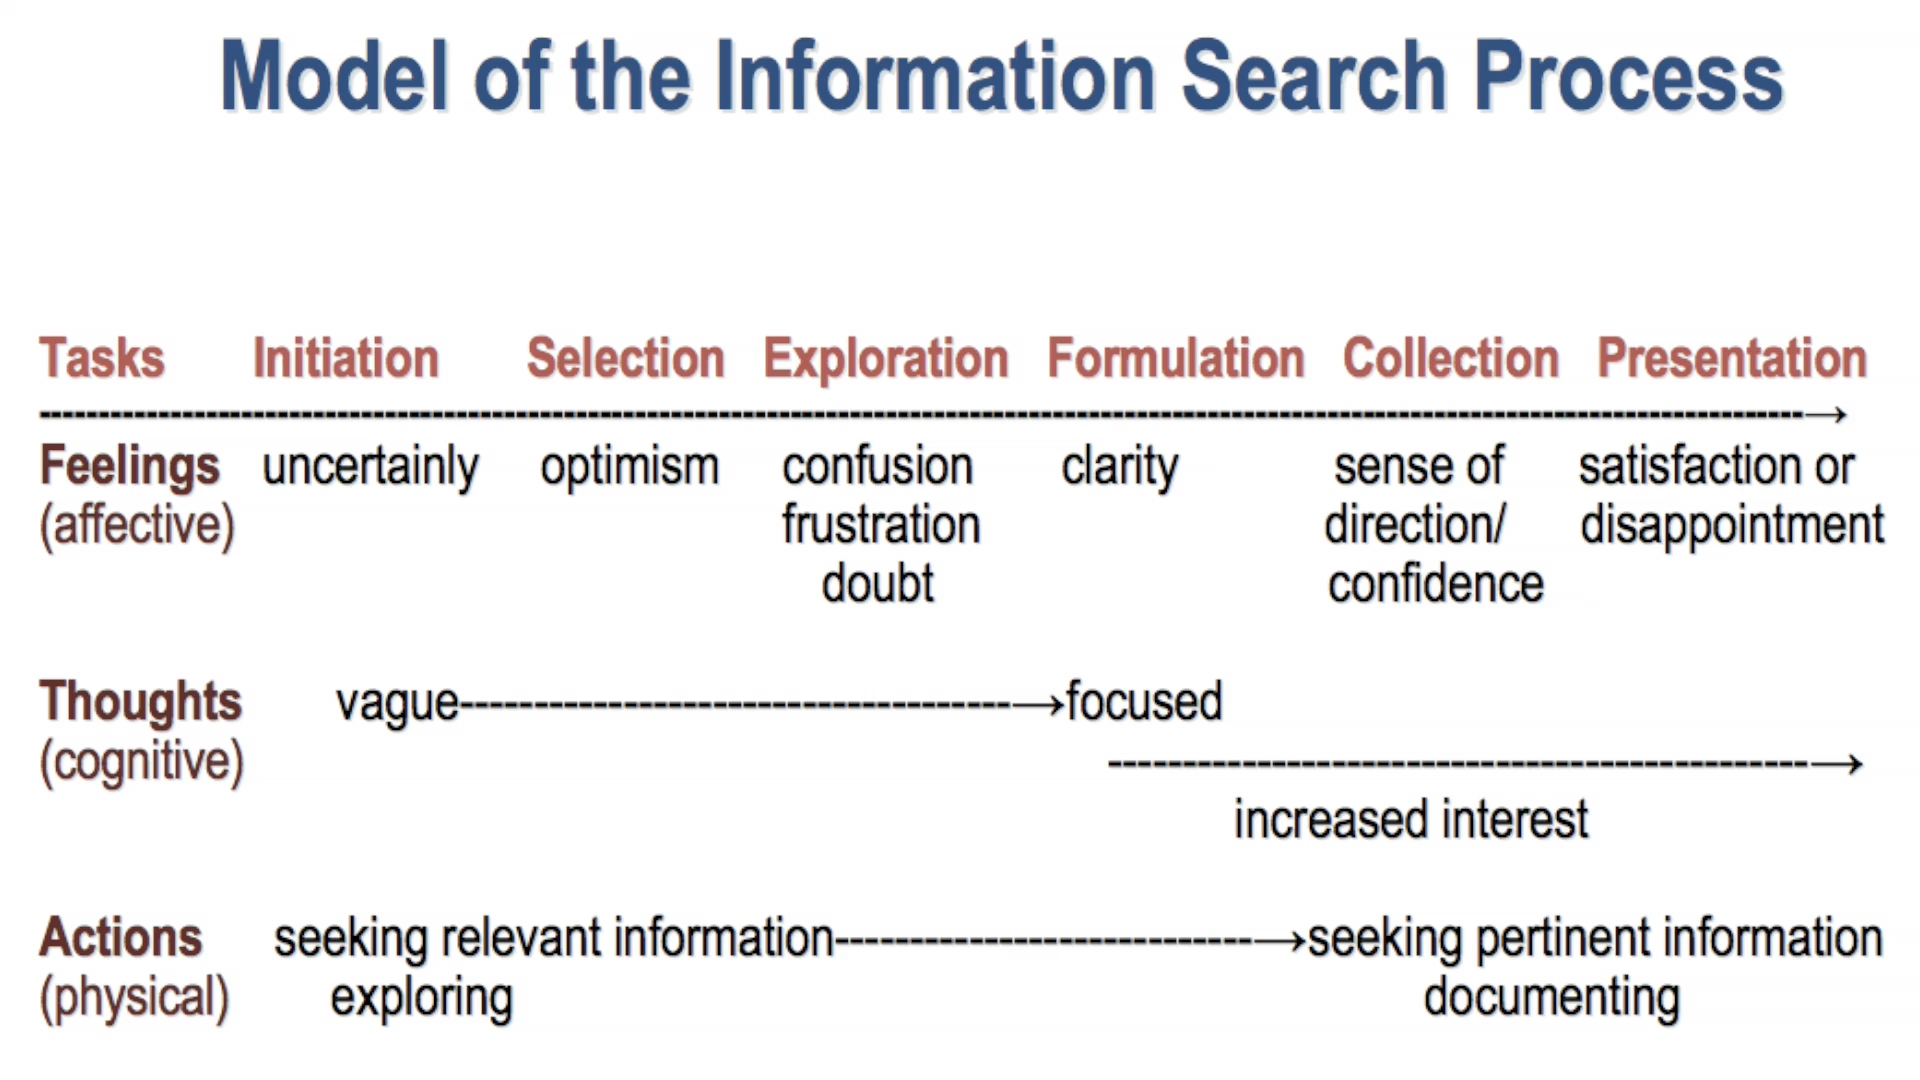 Model of the Information Search Process
Tasks Initiation Selection Exploration Formulation Collection Presentation
Feelings uncertainly optimism confusion clarity sense of satisfaction or
(affective) frustration direction/ disappointment
doubt confidence
Thoughts vague→focused
(cognitive)
increased interest
Actions seeking relevant information→seeking pertinent information
(physical) exploring documenting